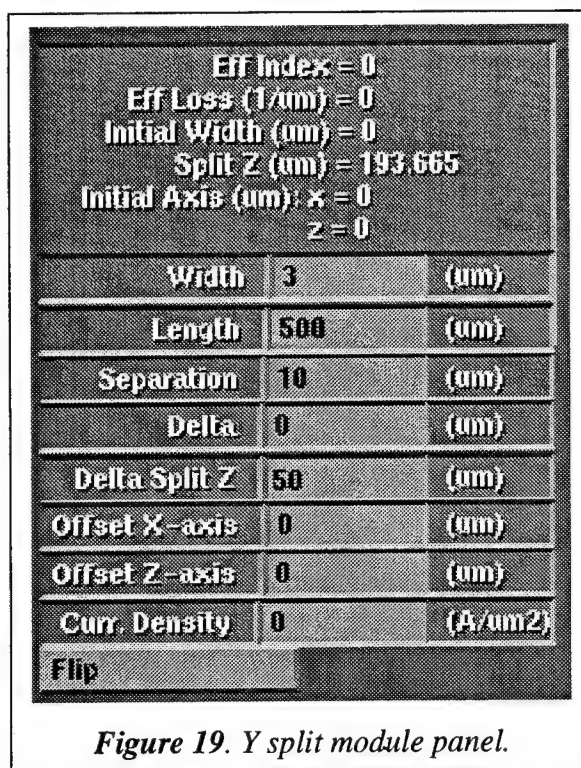 Eff Index = 0
Eff Loss (1/um) = 0
Initial Width (um) = 0
Split Z (um) = 193.665
Initial Axis (um): x = 0
z = 0
Width 3 (um)
Length 500 (um)
Separation 10 (um)
Delta 0 (um)
Delta Split Z 50 (um)
Offset X-axis 0 (um)
Offset Z-axis 0 (um)
Curr. Density 0 (A/um2)
Flip
Figure 19. Y split module panel.